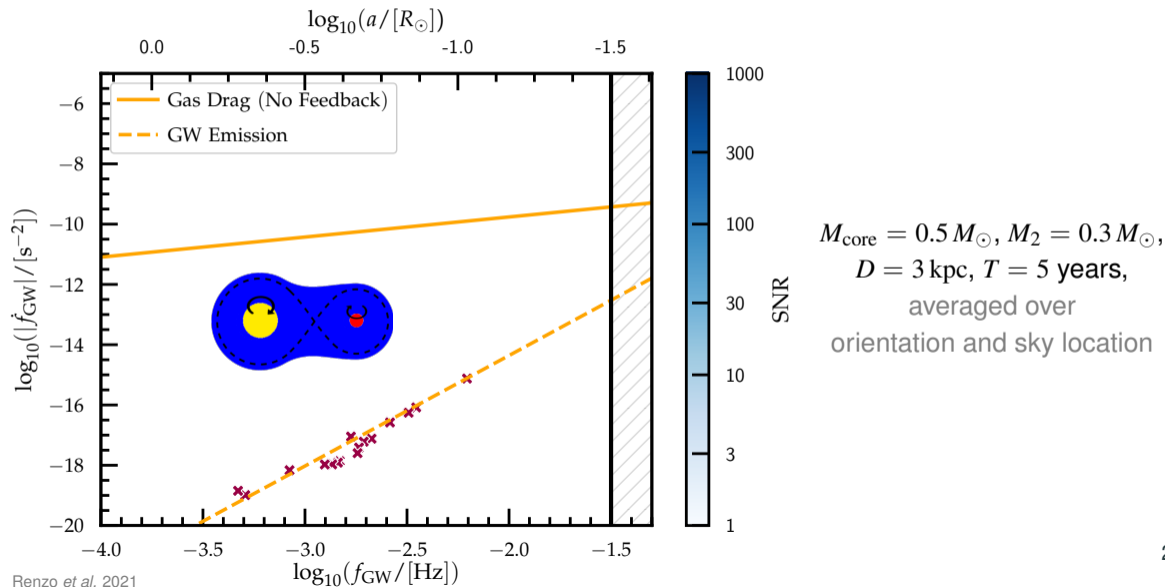 log₁₀(a/[R⊙])
0.0 -0.5 -1.0 -1.5
Gas Drag (No Feedback)
GW Emission
−6
−8
−10
−12
−14
−16
−18
−20
log₁₀(|ḟ_GW|/[s⁻²])
−4.0 −3.5 −3.0 −2.5 −2.0 −1.5
log₁₀(f_GW/[Hz])
1000
300
100
30
10
3
1
SNR
M_core = 0.5 M⊙, M₂ = 0.3 M⊙,
D = 3 kpc, T = 5 years,
averaged over
orientation and sky location
Renzo et al. 2021